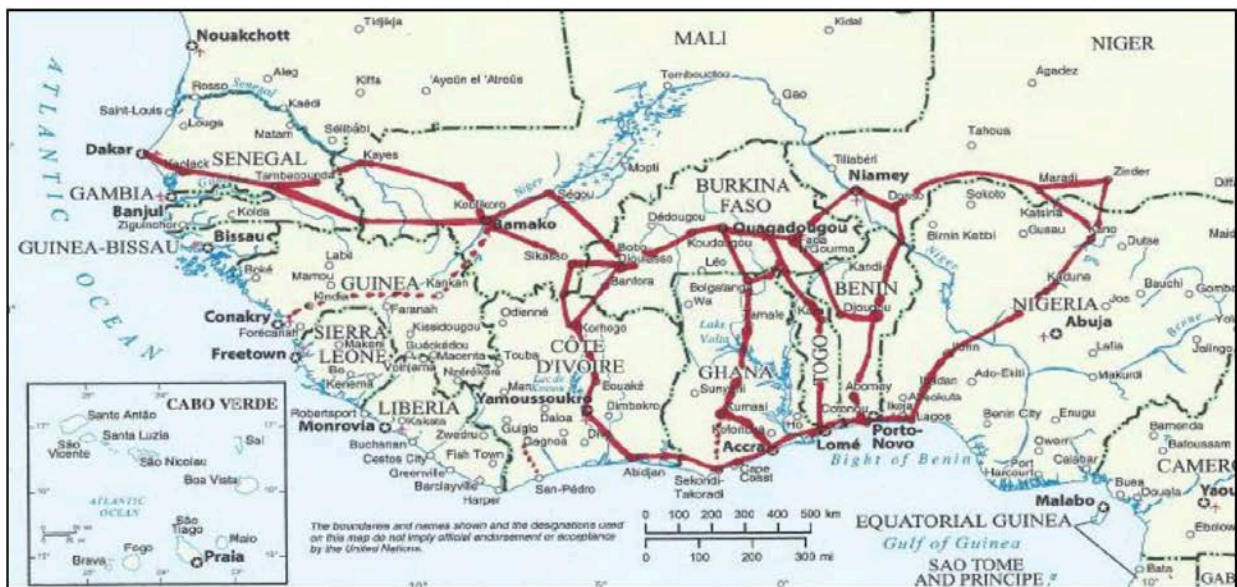 Tidjikja
Kidal
Nouakchott
MALI
NIGER
ATLANTIC OCEAN
Aleg
Kiffa
'Ayoûn el 'Atroûs
Tombouctou
Agadez
Rosso
Senegal
Gao
Saint-Louis
Kaédi
Louga
Matam
Sélibâbi
Tahoua
Dakar
Kayes
Mopti
Tillabéri
SENEGAL
Kaolack
Niamey
Maradi
Zinder
Tambacounda
Niger
Ségou
BURKINA
FASO
Dosso
Sokoto
GAMBIA
Koulikoro
Katsina
Banjul
Kolda
Bamako
Dédougou
Ouagadougou
Birnin Kebbi
Gusau
Kano
Ziguinchor
Koudougou
Fada
N'Gourma
Dutse
GUINEA-BISSAU
Bissau
Labé
Sikasso
Bobo
Dioulasso
Léo
Kandi
Boké
Mamou
GUINEA
Banfora
Bolgatanga
BENIN
Niger
Kaduna
Bauchi
Kindia
Kankan
Wa
Djougou
NIGERIA
Jos
Conakry
Faranah
Odienné
Tamale
Kara
Forécariah
SIERRA
LEONE
Kissidougou
Korhogo
Lake
Volta
Abuja
Benue
Makeni
Guéckédou
Macenta
Touba
CÔTE
D'IVOIRE
GHANA
TOGO
Ilorin
Lafia
Jalingo
Freetown
Bo
Kenema
Voinjama
Nzérékoré
Bouaké
Sunyani
Abomey
Ibadan
Ado-Ekiti
Makurdi
CABO VERDE
Man
Yamoussoukro
Kumasi
Abeokuta
Santo Antão
LIBERIA
Daloa
Dimbokro
Koforidua
Ho
Cotonou
Ikeja
Lagos
Benin City
Enugu
Robertsport
Kakata
Guiglo
Divo
Porto-
Novo
Bamenda
Monrovia
Zwedru
Gagnoa
Accra
Lomé
Owerri
Bafoussam
Santa Luzia
Sal
São
Vicente
Buchanan
Bight of Benin
Port
Harcourt
Calabar
São Nicolau
Cestos City
Fish Town
Abidjan
Cape
Coast
Boa Vista
Greenville
San-Pédro
Sekondi-
Takoradi
Buea
Douala
Barclayville
Malabo
ATLANTIC
OCEAN
Harper
EQUATORIAL GUINEA
São
Tiago
Maio
The boundaries and names shown and the designations used
on this map do not imply official endorsement or acceptance
by the United Nations.
0 100 200 300 400 500 km
0 100 200 300 mi
Gulf of Guinea
Fogo
Brava
Praia
SAO TOME
AND PRINCIPE
Bata
10°
5°
0°